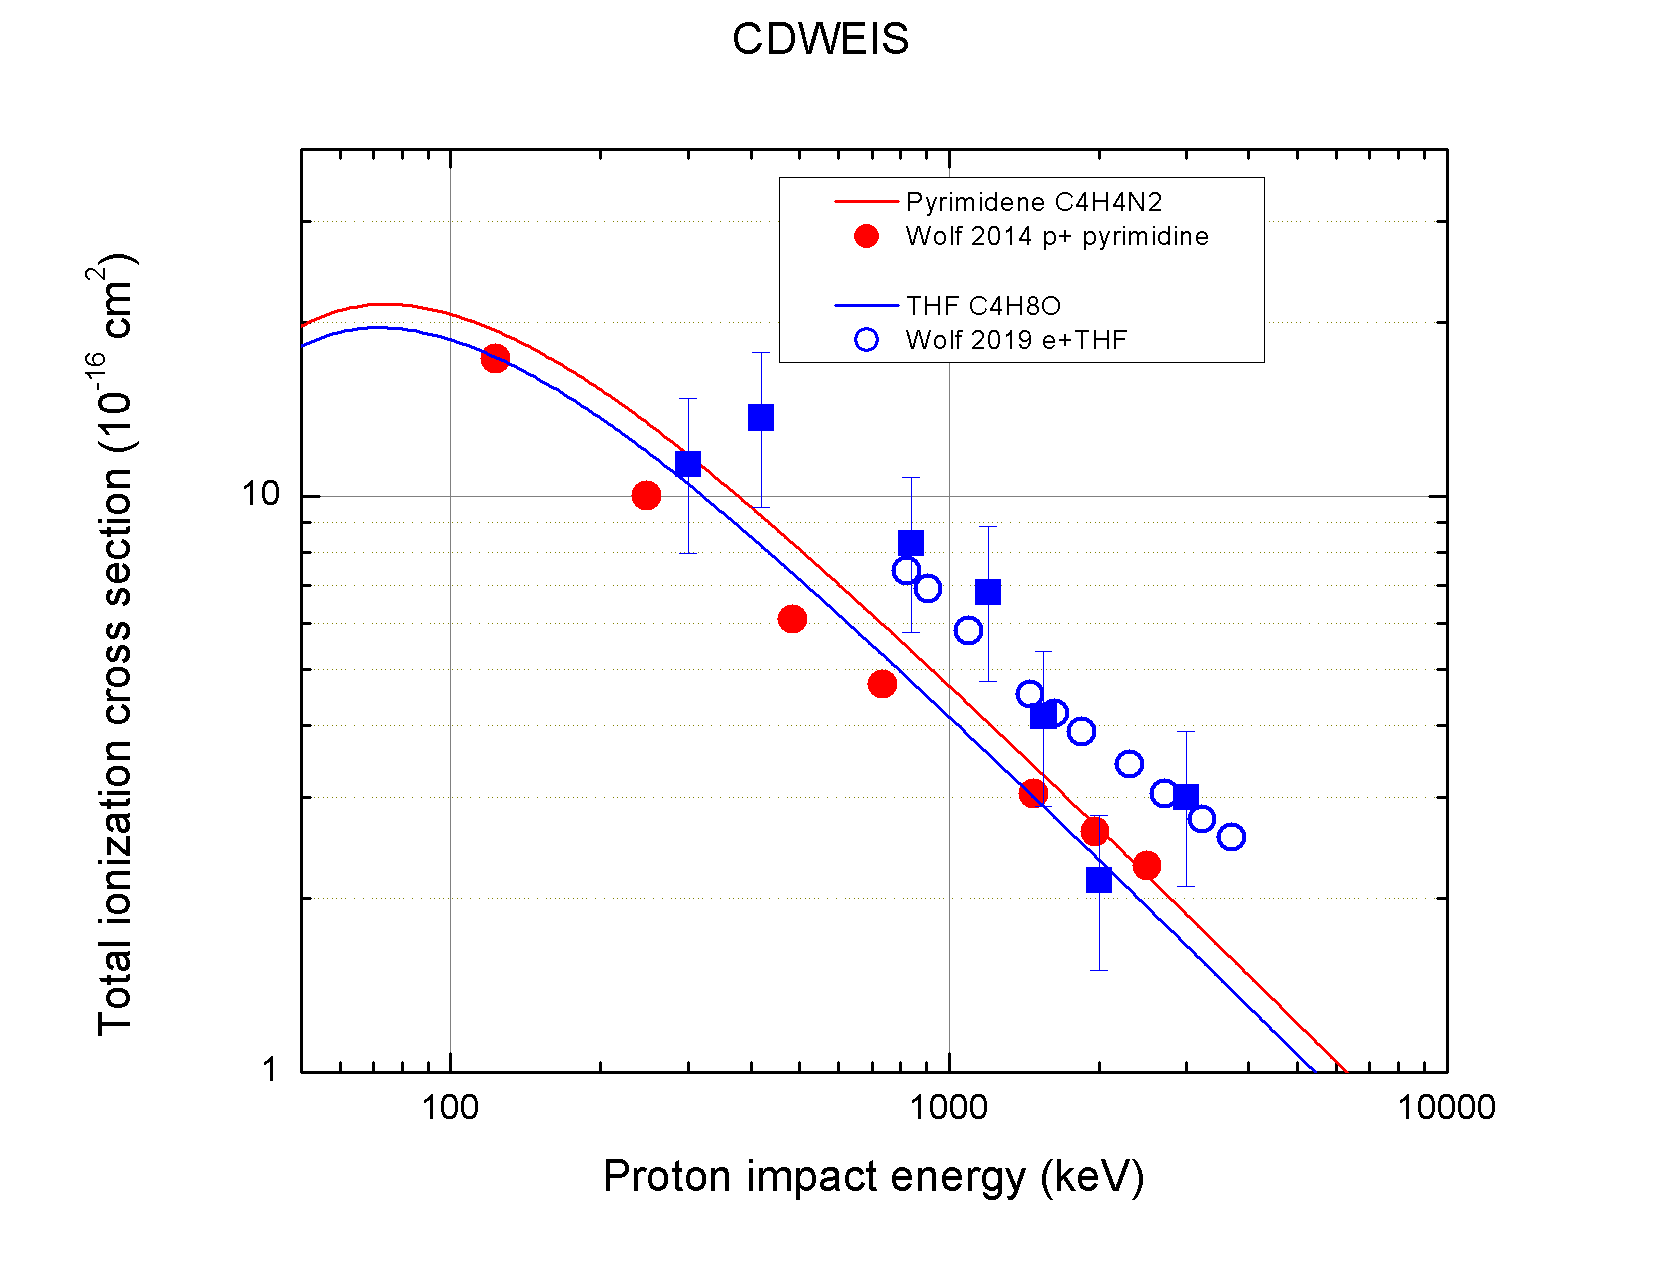 CDWEIS
Pyrimidene C4H4N2
Wolf 2014 p+ pyrimidine
THF C4H8O
Wolf 2019 e+THF
Total ionization cross section (10⁻¹⁶ cm²)
10
1
100
1000
10000
Proton impact energy (keV)